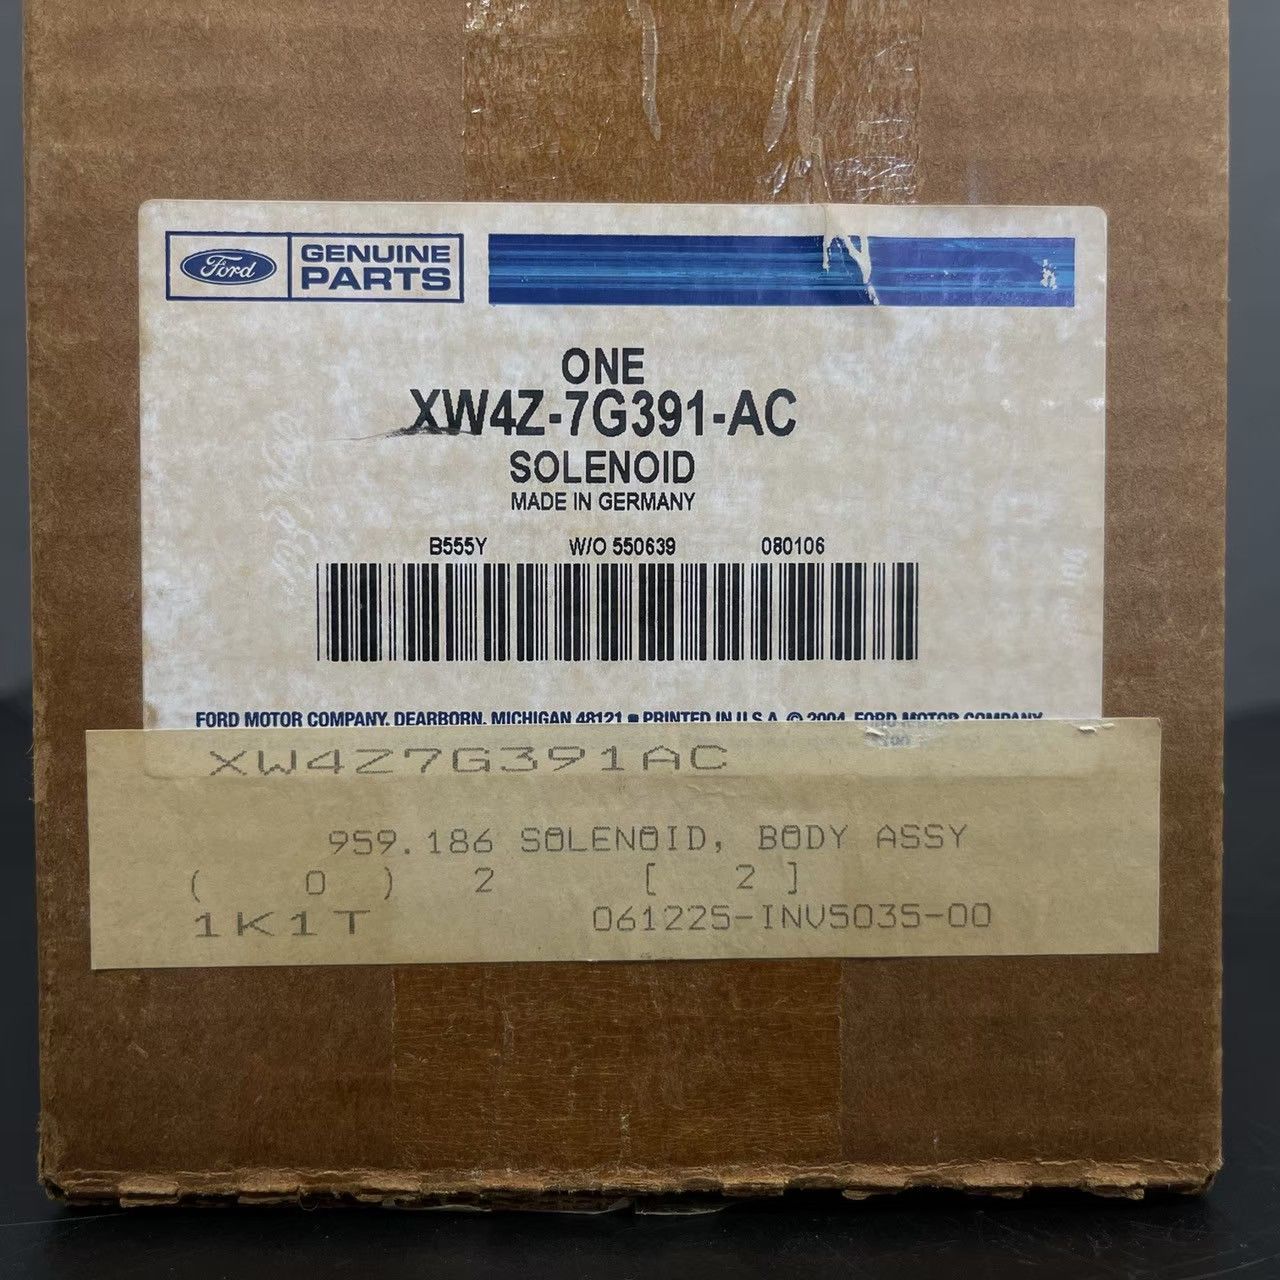 Ford GENUINE PARTS
ONE
XW4Z-7G391-AC
SOLENOID
MADE IN GERMANY
B555Y W/O 550639 080106
FORD MOTOR COMPANY, DEARBORN, MICHIGAN 48121 ■ PRINTED IN U.S.A. © 2004, FORD MOTOR COMPANY
XW4Z7G391AC
959.186 SOLENOID, BODY ASSY
( 0 ) 2 [ 2 ]
1K1T 061225-INV5035-00